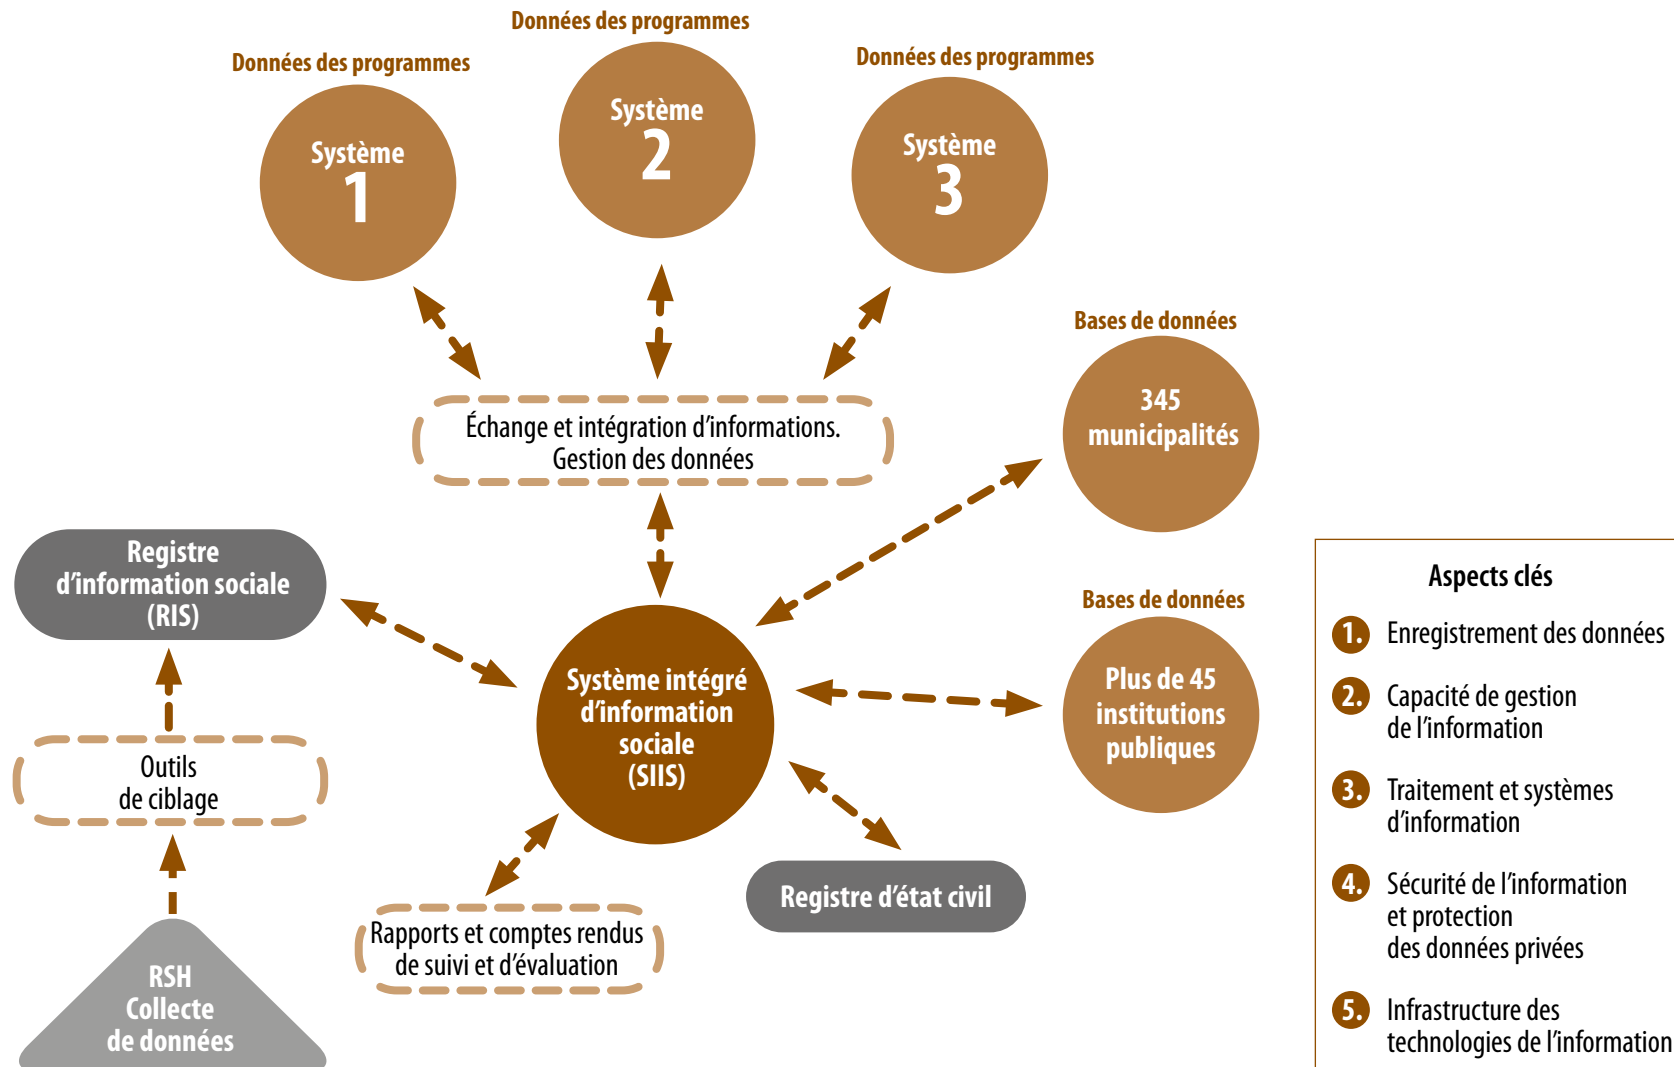 Données des programmes
Données des programmes
Données des programmes
Système
1
Système
2
Système
3
Échange et intégration d'informations.
Gestion des données
Bases de données
345
municipalités
Registre
d'information sociale
(RIS)
Bases de données
Plus de 45
institutions
publiques
Système intégré
d'information
sociale
(SIIS)
Outils
de ciblage
Registre d'état civil
Rapports et comptes rendus
de suivi et d'évaluation
RSH
Collecte
de données
Aspects clés
1. Enregistrement des données
2. Capacité de gestion
de l'information
3. Traitement et systèmes
d'information
4. Sécurité de l'information
et protection
des données privées
5. Infrastructure des
technologies de l'information